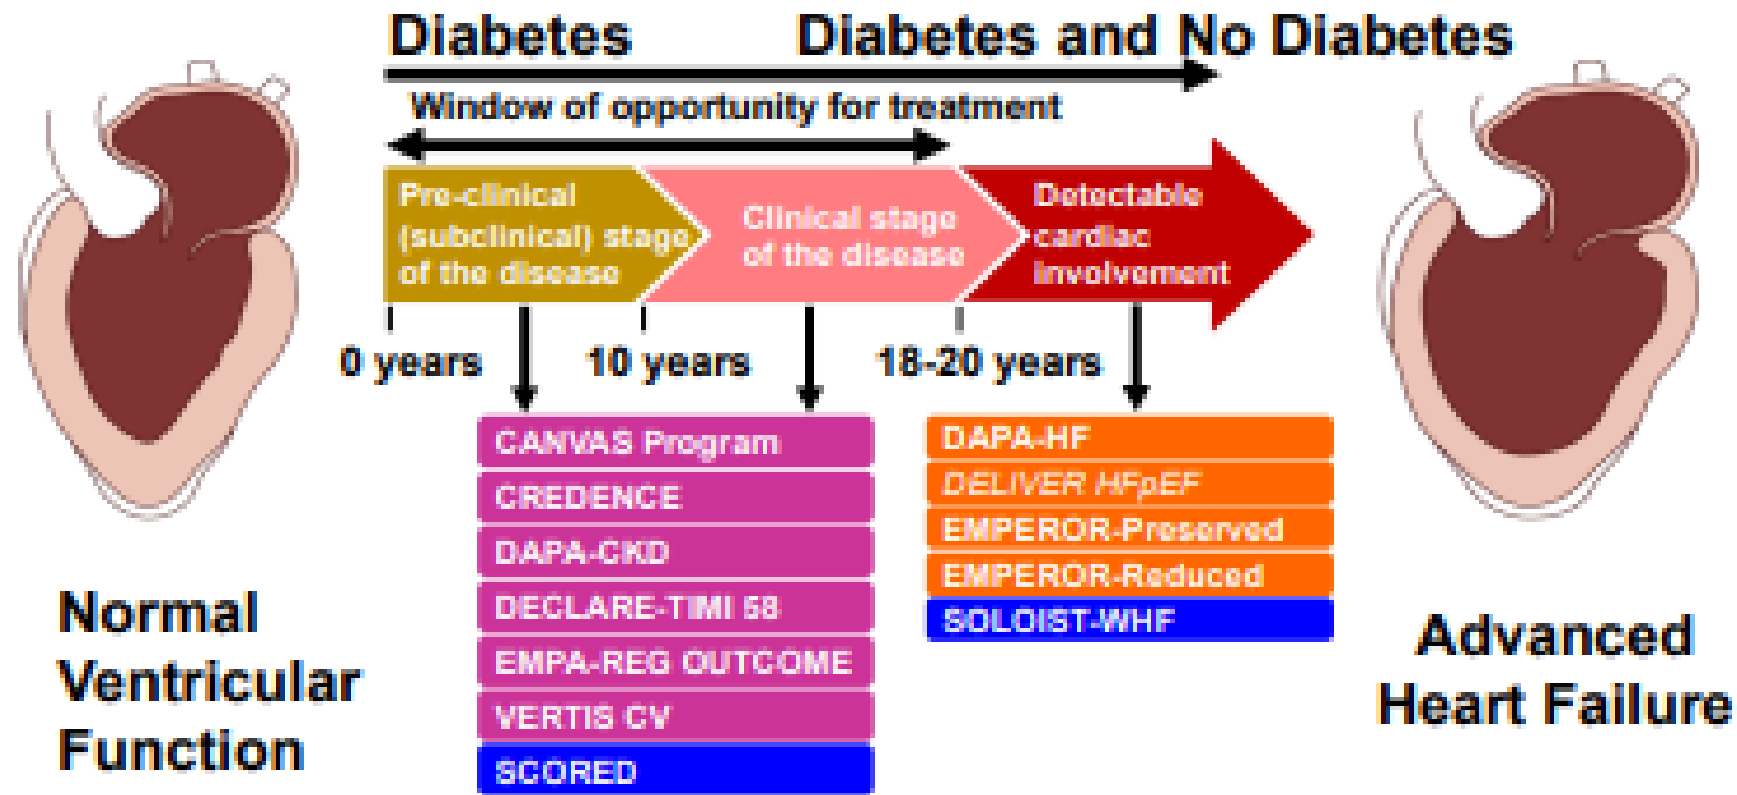 Diabetes
Diabetes and No Diabetes
Window of opportunity for treatment
Pre-clinical
(subclinical) stage
of the disease
Clinical stage
of the disease
Detectable
cardiac
involvement
0 years
10 years
18-20 years
CANVAS Program
CREDENCE
DAPA-CKD
DECLARE-TIMI 58
EMPA-REG OUTCOME
VERTIS CV
SCORED
DAPA-HF
DELIVER HFpEF
EMPEROR-Preserved
EMPEROR-Reduced
SOLOIST-WHF
Normal
Ventricular
Function
Advanced
Heart Failure